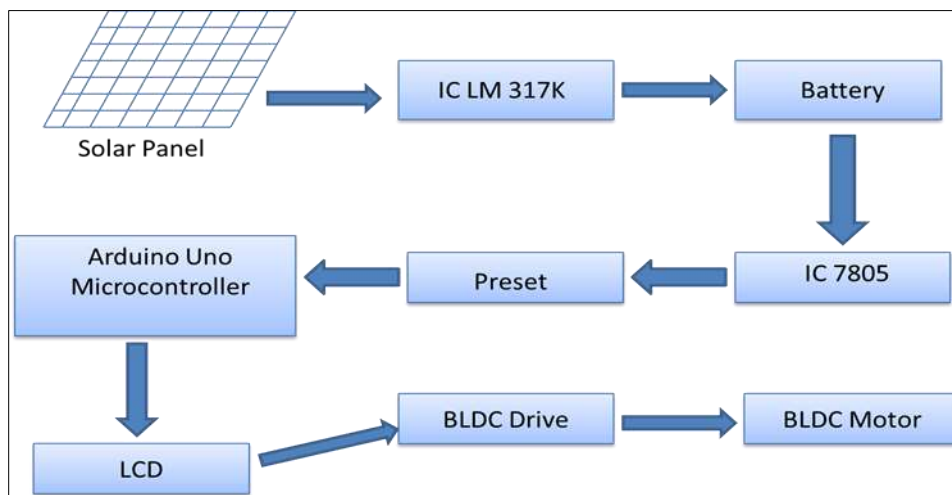 Solar Panel
IC LM 317K
Battery
IC 7805
Preset
Arduino Uno
Microcontroller
LCD
BLDC Drive
BLDC Motor